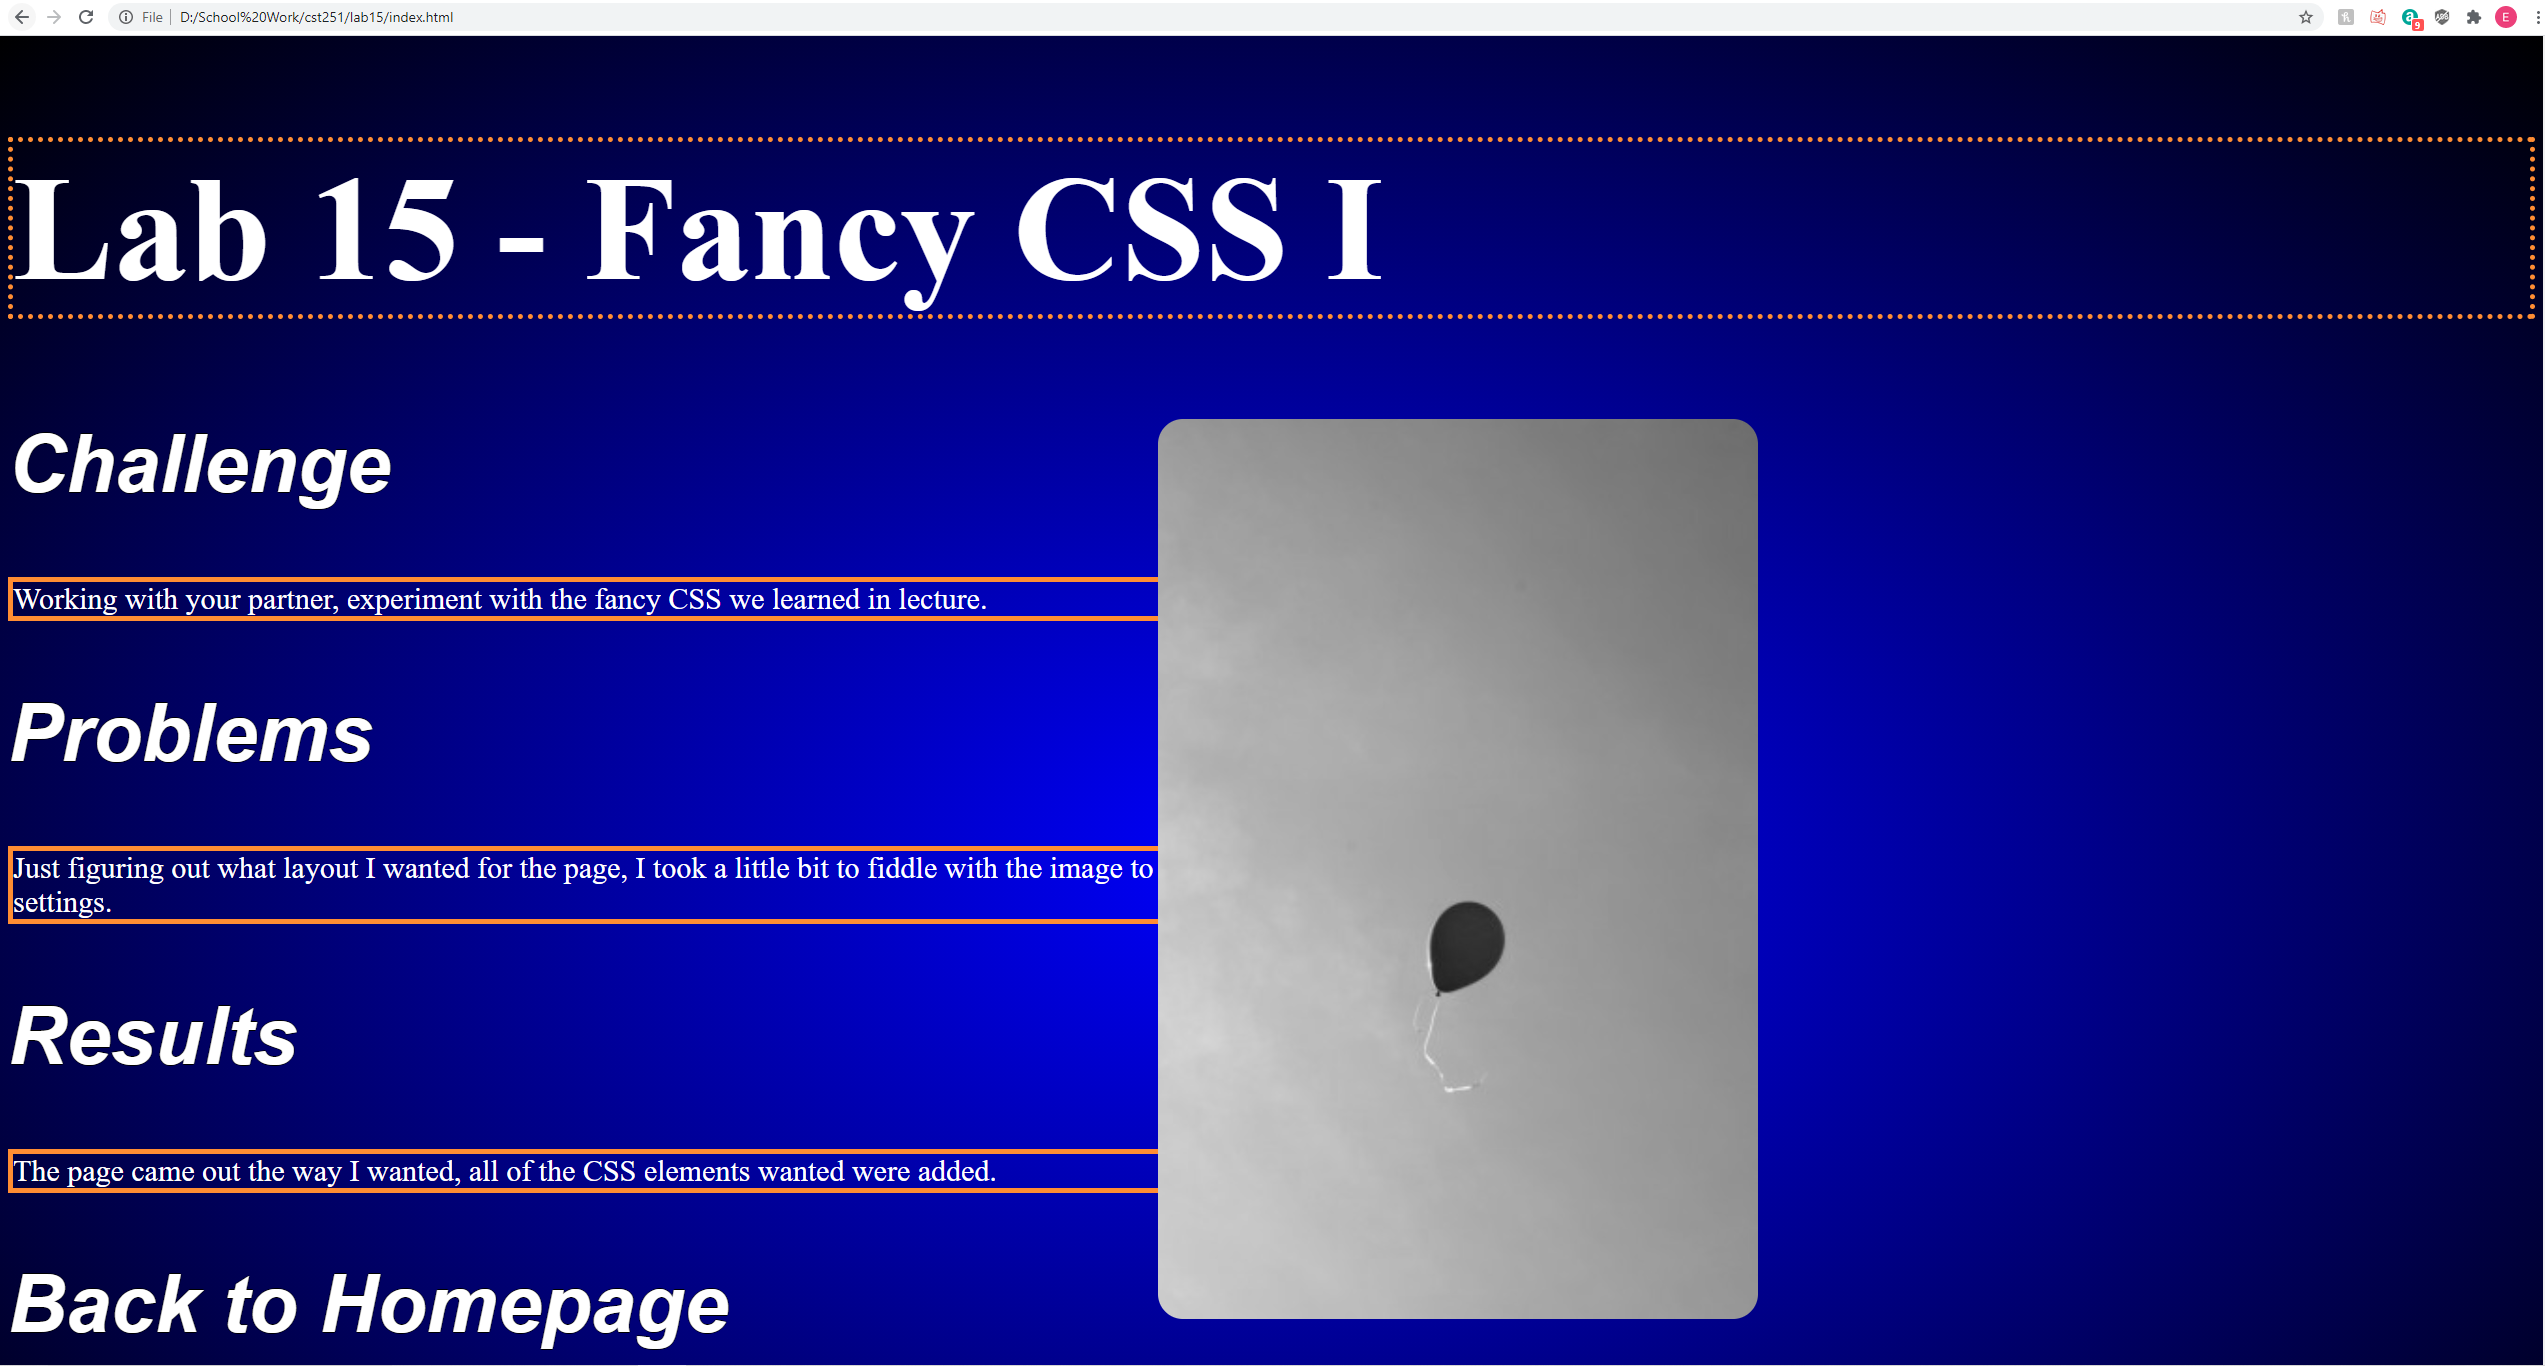 File
D:/School%20Work/cst251/lab15/index.html
9
E
Lab 15 - Fancy CSS I
Challenge
Working with your partner, experiment with the fancy CSS we learned in lecture.
Problems
Just figuring out what layout I wanted for the page, I took a little bit to fiddle with the image to
settings.
Results
The page came out the way I wanted, all of the CSS elements wanted were added.
Back to Homepage